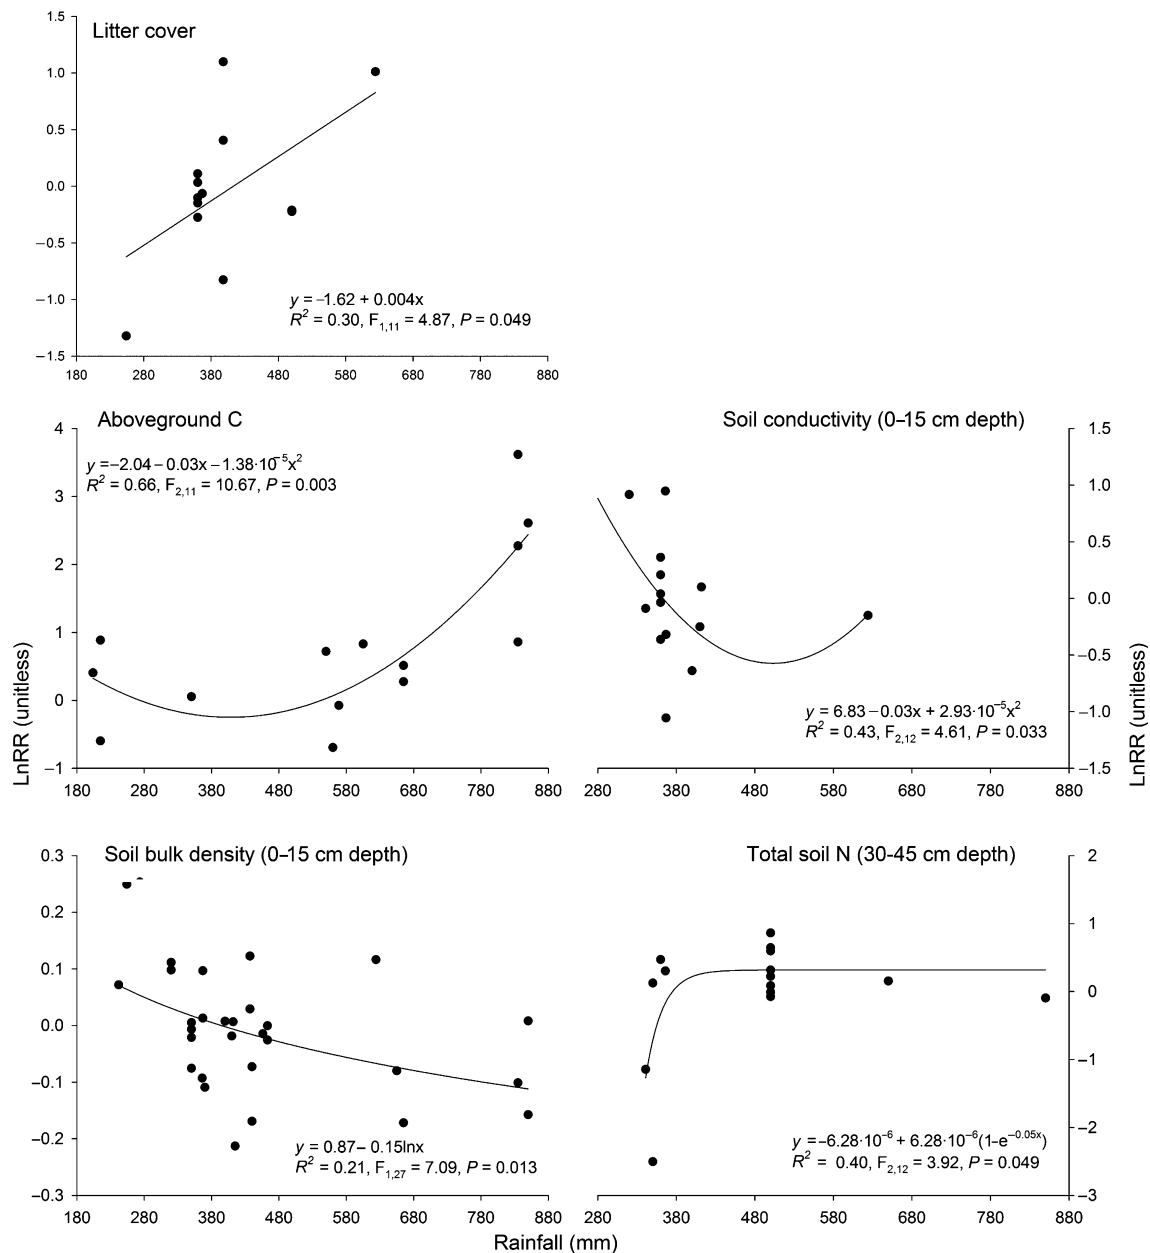 Litter cover
1.5
1.0
0.5
0.0
−0.5
−1.0
−1.5
y = −1.62 + 0.004x
R² = 0.30, F1,11 = 4.87, P = 0.049
180 280 380 480 580 680 780 880
Aboveground C
4
3
2
1
0
−1
y =−2.04 − 0.03x − 1.38·10⁻⁵x²
R² = 0.66, F2,11 = 10.67, P = 0.003
180 280 380 480 580 680 780 880
LnRR (unitless)
Soil conductivity (0–15 cm depth)
1.5
1.0
0.5
0.0
−0.5
−1.0
−1.5
y = 6.83 −0.03x + 2.93·10⁻⁵x²
R² = 0.43, F2,12 = 4.61, P = 0.033
280 380 480 580 680 780 880
LnRR (unitless)
Soil bulk density (0–15 cm depth)
0.3
0.2
0.1
0.0
−0.1
−0.2
−0.3
y = 0.87 – 0.15lnx
R² = 0.21, F1,27 = 7.09, P = 0.013
180 280 380 480 580 680 780 880
Total soil N (30-45 cm depth)
2
1
0
−1
−2
−3
y =−6.28·10⁻⁶ + 6.28·10⁻⁶(1–e⁻⁰·⁰⁵ˣ)
R² = 0.40, F2,12 = 3.92, P = 0.049
280 380 480 580 680 780 880
Rainfall (mm)